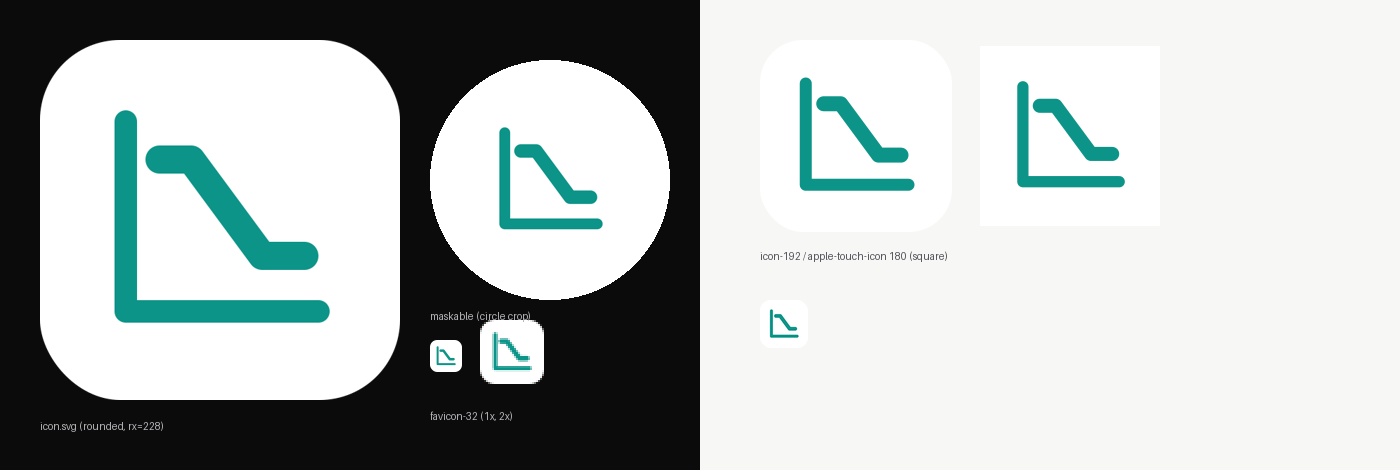 maskable (circle crop)
icon.svg (rounded, rx=228)
favicon-32 (1x, 2x)
icon-192 / apple-touch-icon 180 (square)